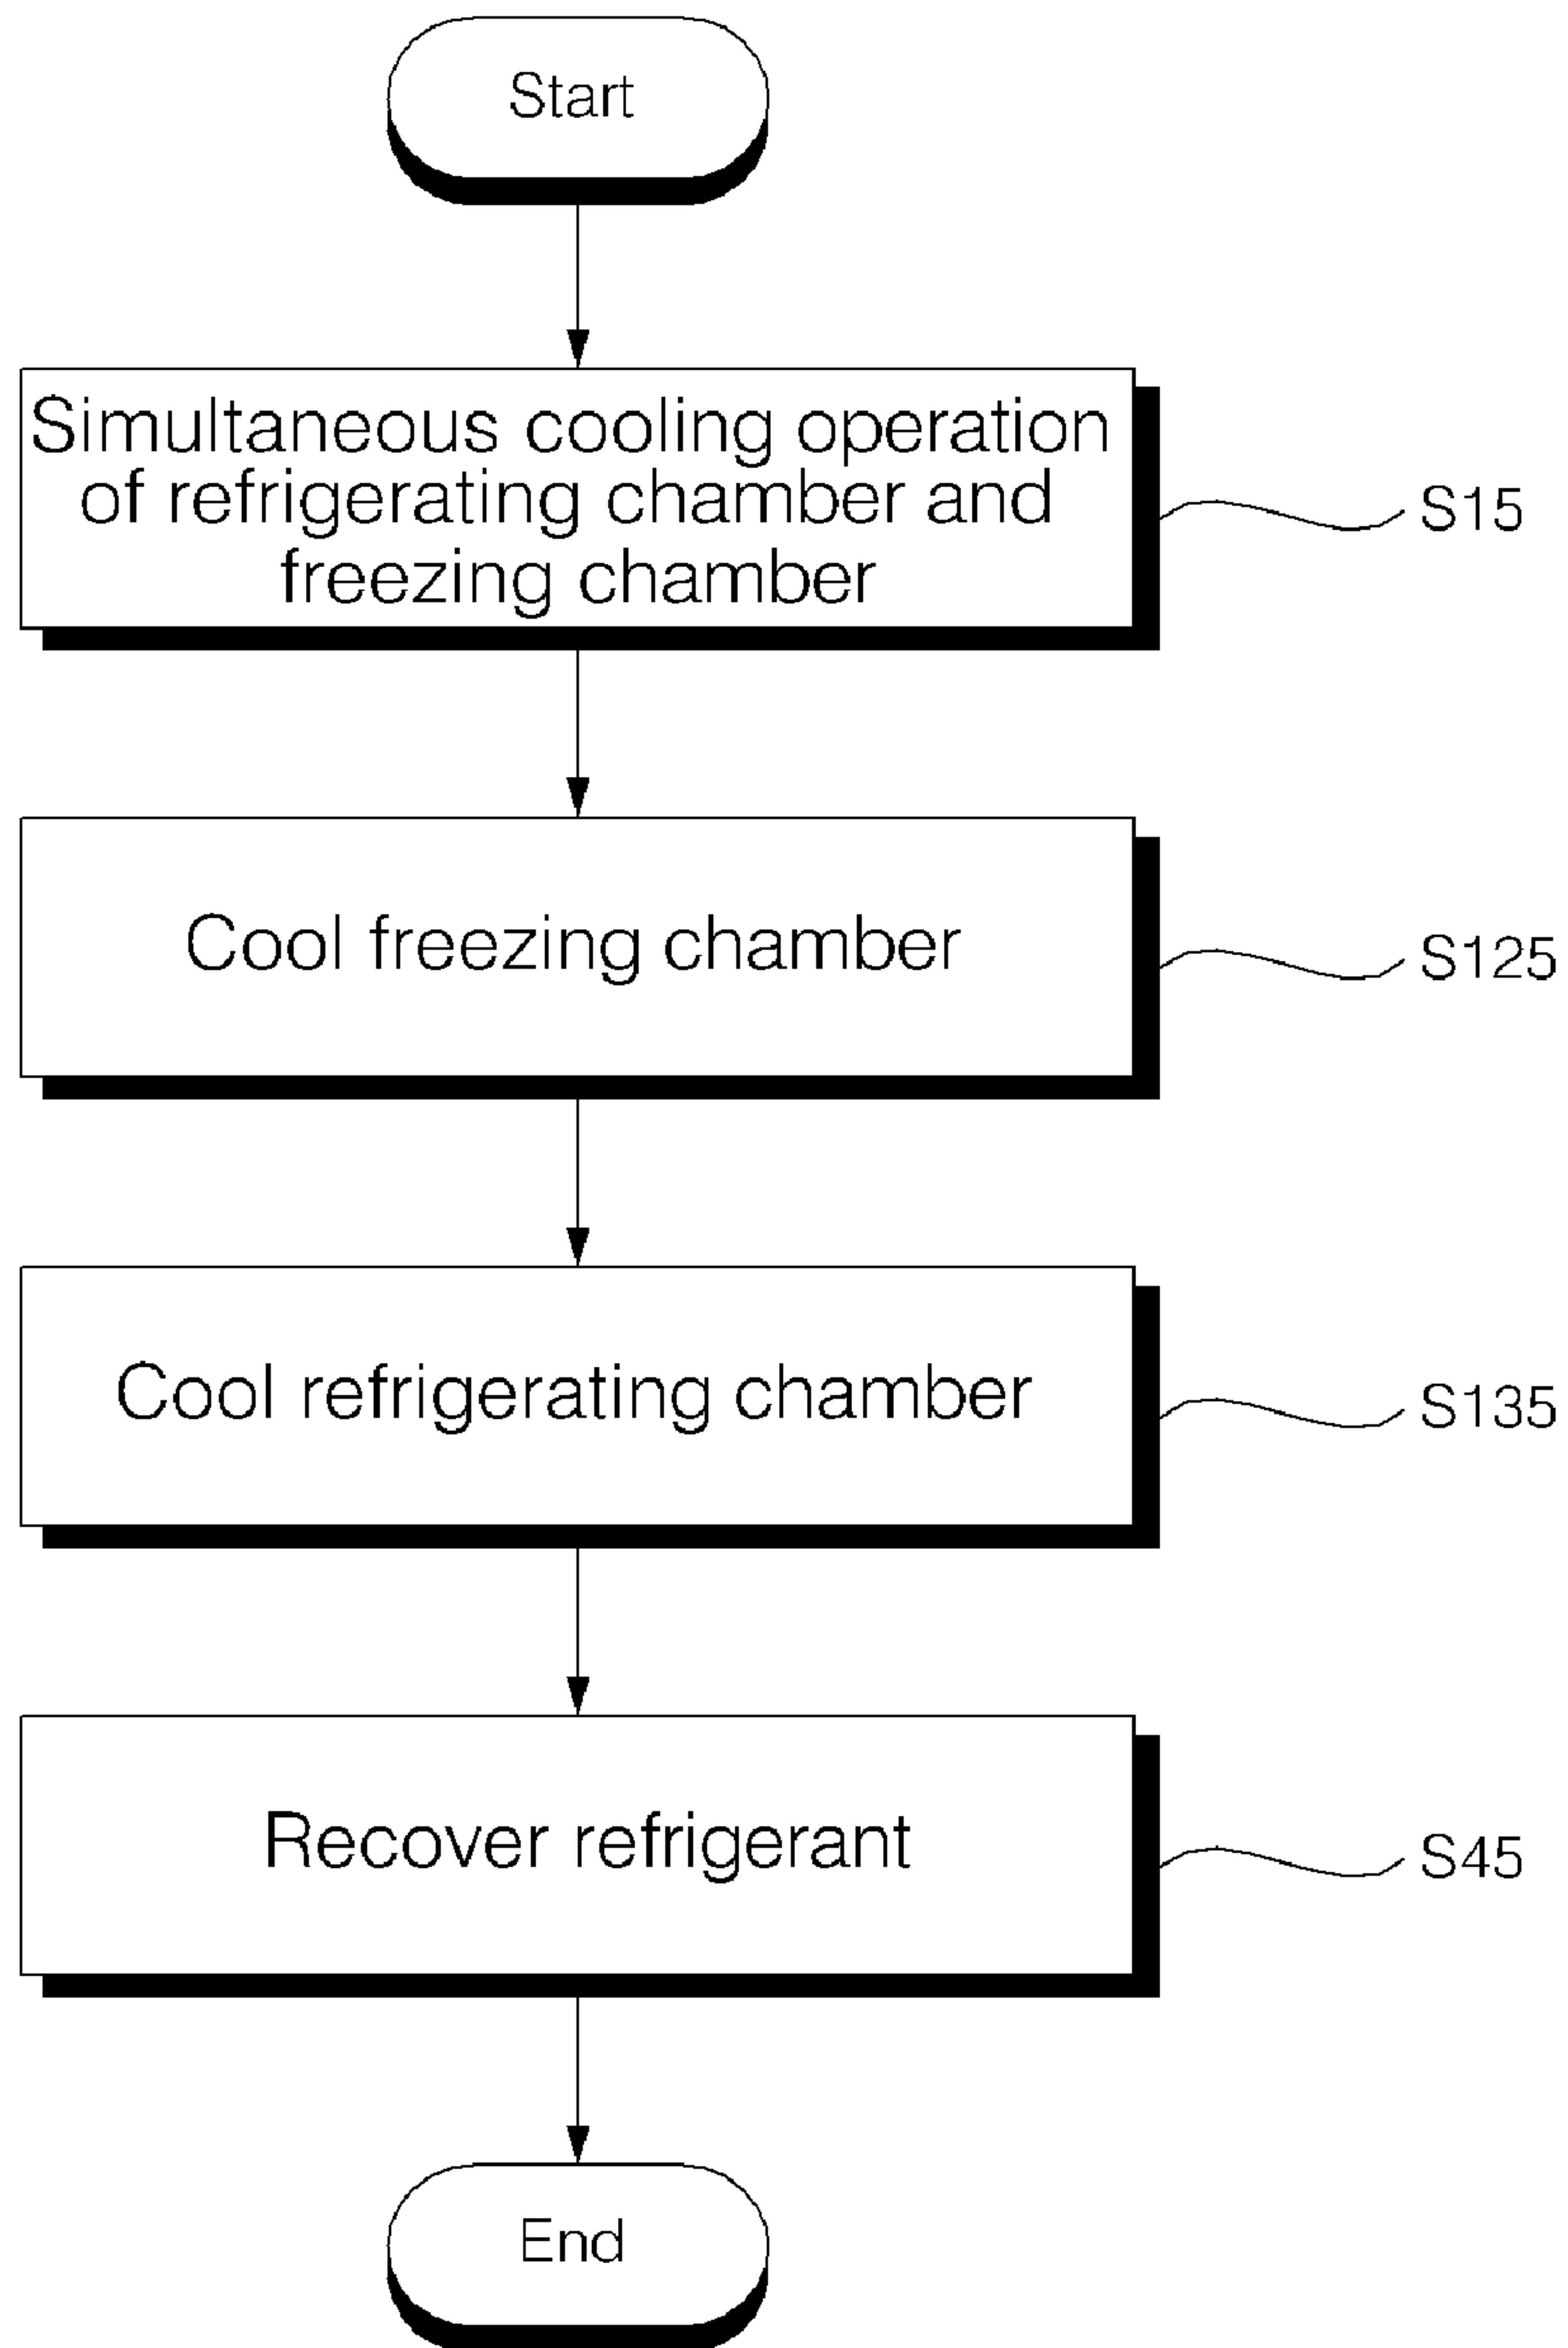 Start
Simultaneous cooling operation
of refrigerating chamber and
freezing chamber
S15
Cool freezing chamber
S125
Cool refrigerating chamber
S135
Recover refrigerant
S45
End